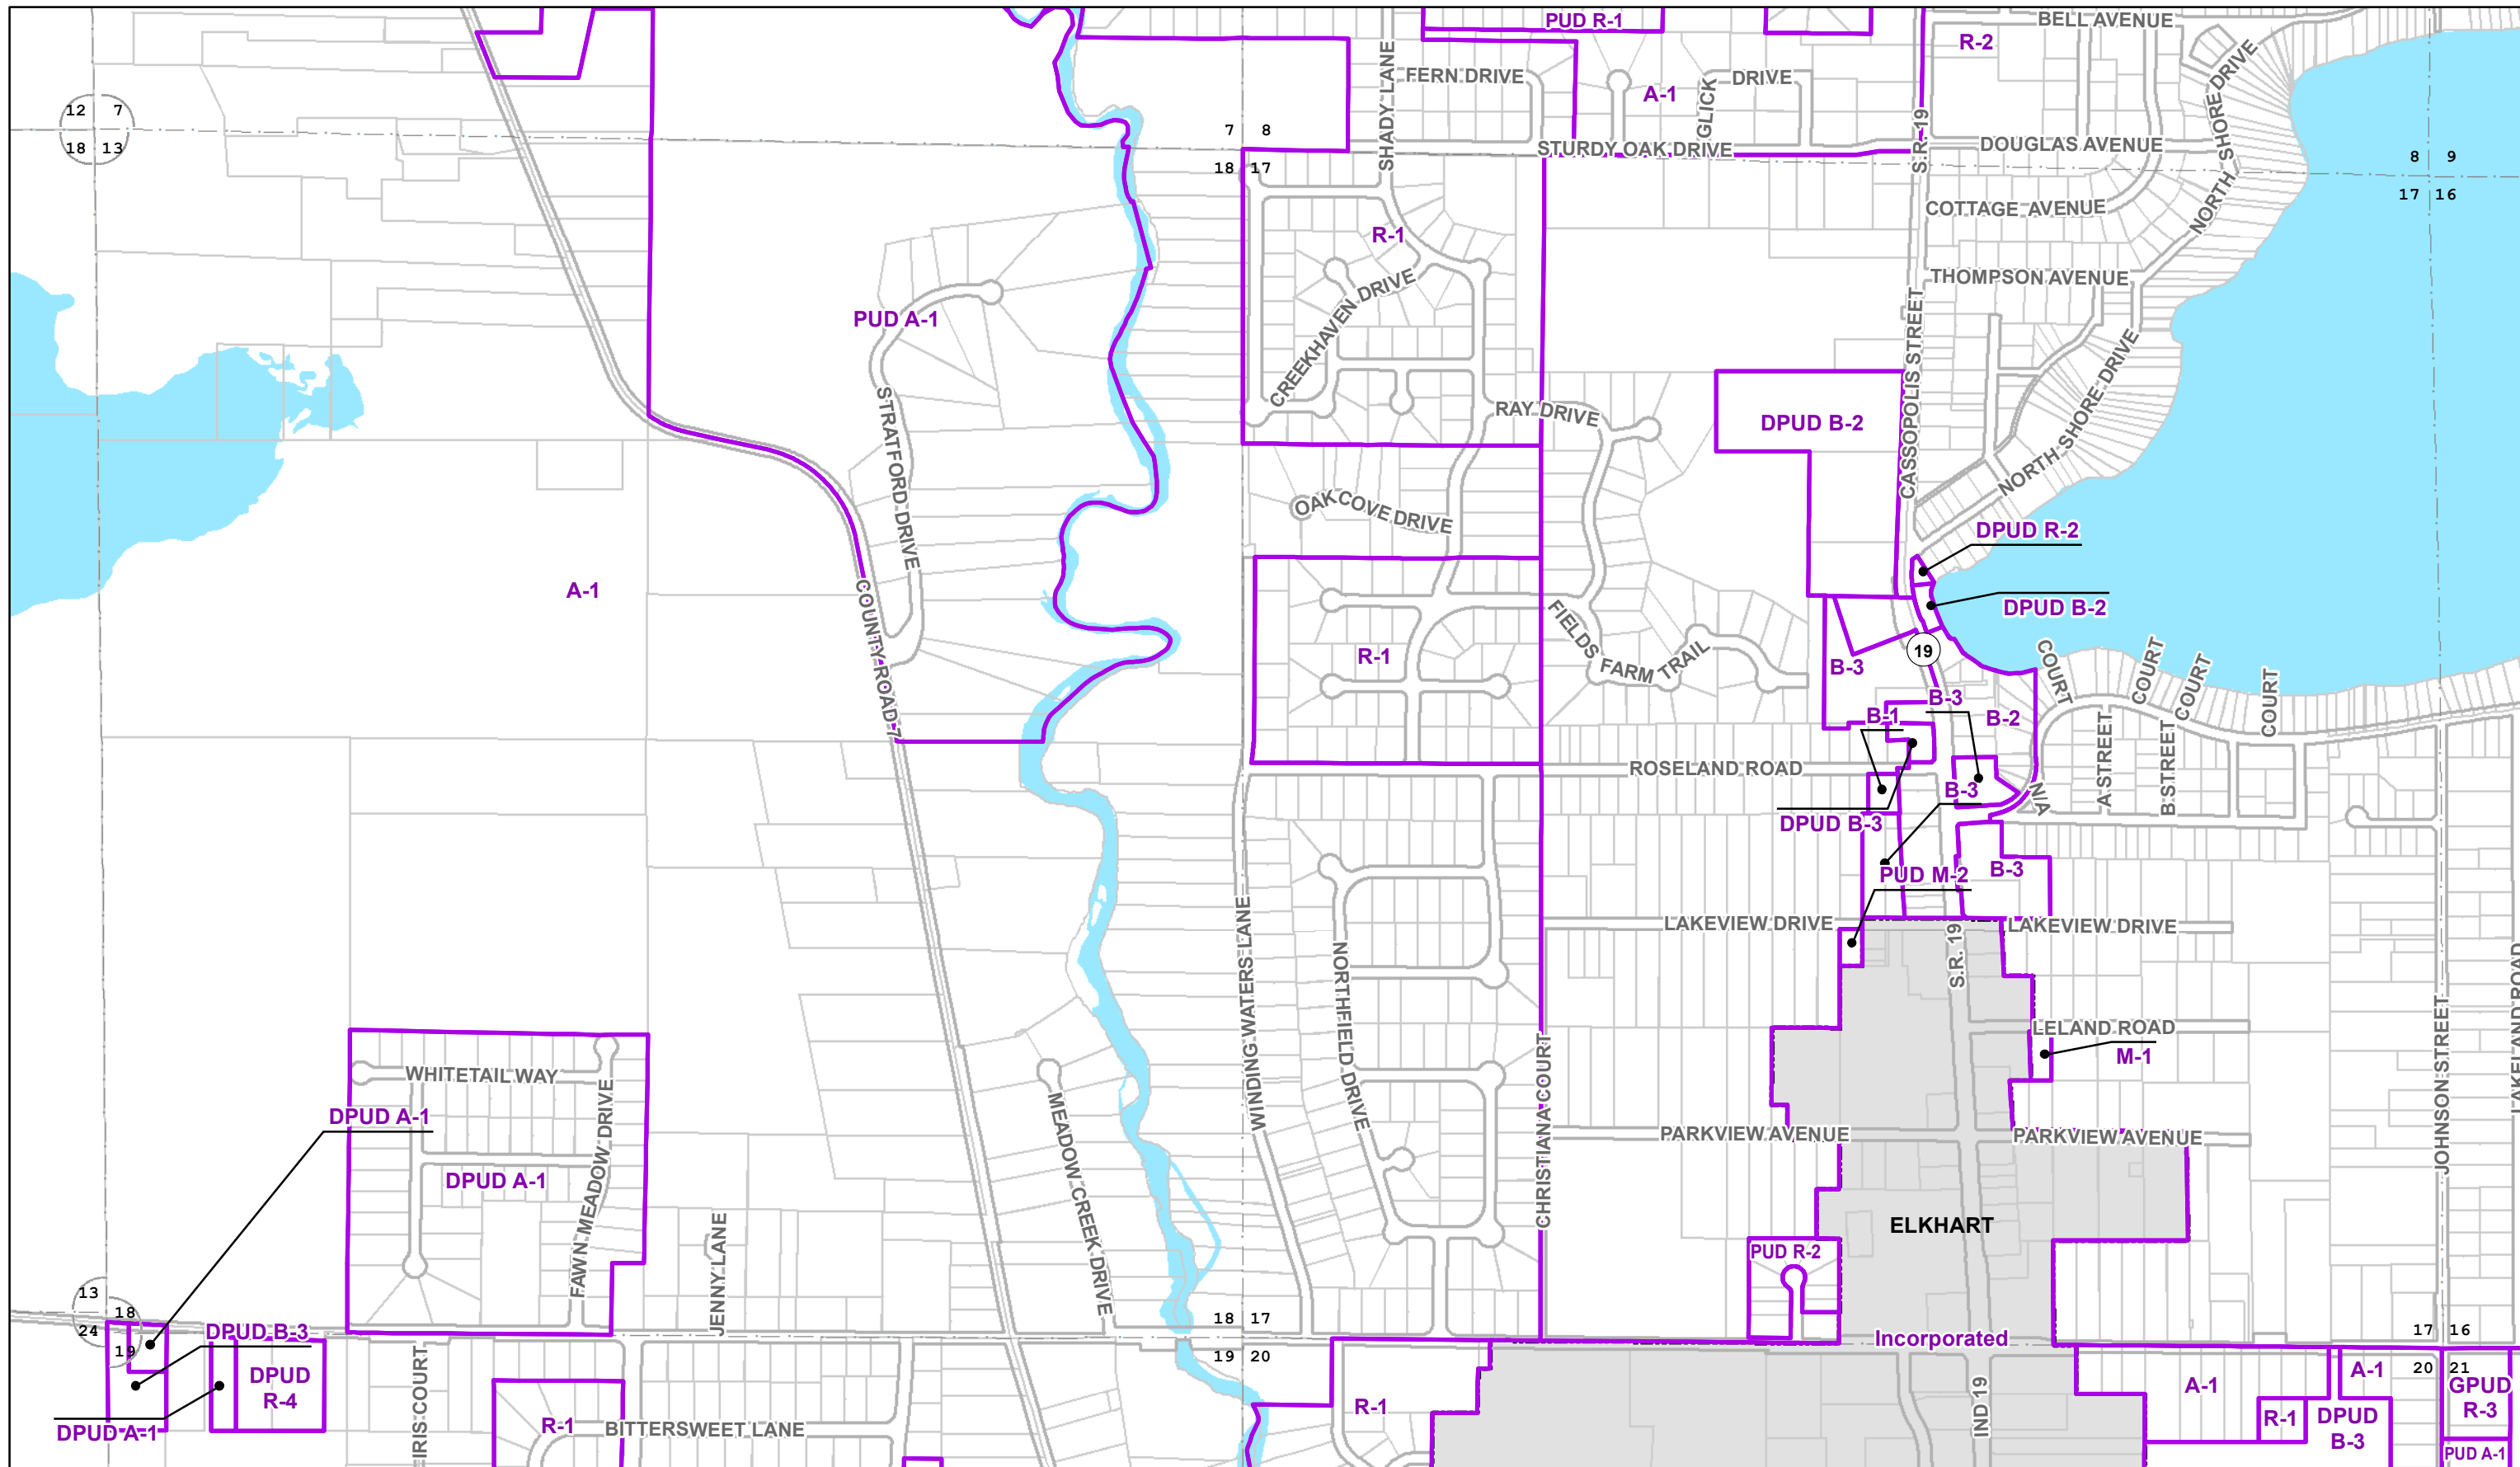 PUD R-1
BELL AVENUE
R-2
FERN DRIVE
DRIVE
A-1
GLICK
SHADY LANE
NORTH SHORE DRIVE
12 7
18 13
7 8
18 17
STURDY OAK DRIVE
S.R. 19
DOUGLAS AVENUE
8 9
17 16
COTTAGE AVENUE
NORTH SHORE DRIVE
R-1
THOMPSON AVENUE
CREEKHAVEN DRIVE
PUD A-1
CASSOPOLIS STREET
STRATFORD DRIVE
RAY DRIVE
DPUD B-2
NORTH SHORE DRIVE
OAK COVE DRIVE
DPUD R-2
A-1
COUNTY ROAD 7
DPUD B-2
FIELDS FARM TRAIL
R-1
19
B-3
COURT
COURT
COURT
COURT
B-3
B-1
B-2
A STREET
B STREET
ROSELAND ROAD
B-3
N/A
DPUD B-3
PUD M-2
B-3
LAKEVIEW DRIVE
LAKEVIEW DRIVE
S.R. 19
WINDING WATERS LANE
NORTHFIELD DRIVE
CHRISTIANA COURT
LELAND ROAD
M-1
JOHNSON STREET
LAKELAND ROAD
WHITETAIL WAY
DPUD A-1
FAWN MEADOW DRIVE
MEADOW CREEK DRIVE
PARKVIEW AVENUE
PARKVIEW AVENUE
DPUD A-1
JENNY LANE
ELKHART
PUD R-2
13
18
24
19
18 17
19 20
17 16
20 21
DPUD B-3
Incorporated
DPUD
R-4
DPUD A-1
IRIS COURT
R-1
BITTERSWEET LANE
R-1
IND 19
A-1
R-1
A-1
DPUD
B-3
GPUD
R-3
PUD A-1